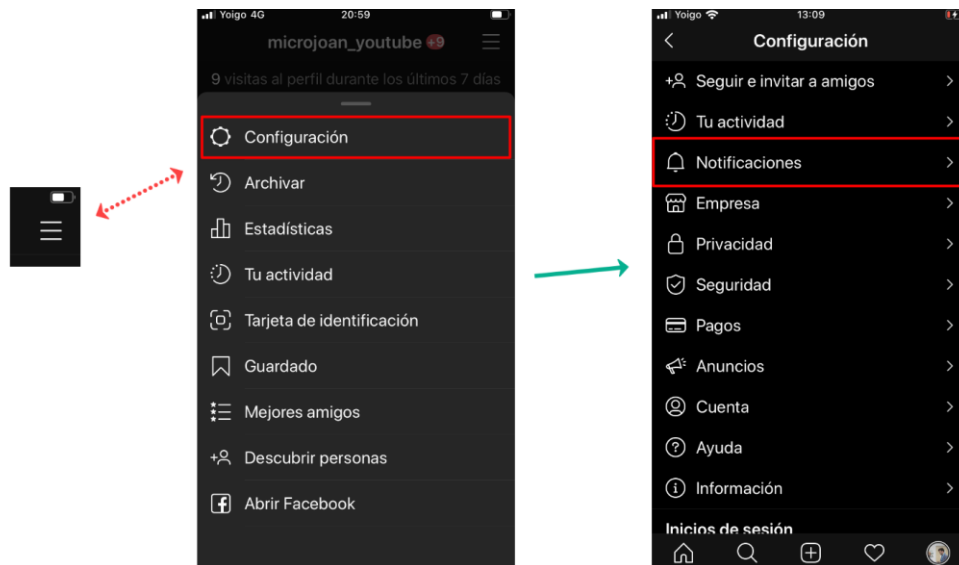 Yoigo 4G 20:59
microjoan_youtube +9
9 visitas al perfil durante los últimos 7 días
Configuración
Archivar
Estadísticas
Tu actividad
Tarjeta de identificación
Guardado
Mejores amigos
Descubrir personas
Abrir Facebook
Yoigo 13:09
Configuración
Seguir e invitar a amigos
Tu actividad
Notificaciones
Empresa
Privacidad
Seguridad
Pagos
Anuncios
Cuenta
Ayuda
Información
Inicios de sesión